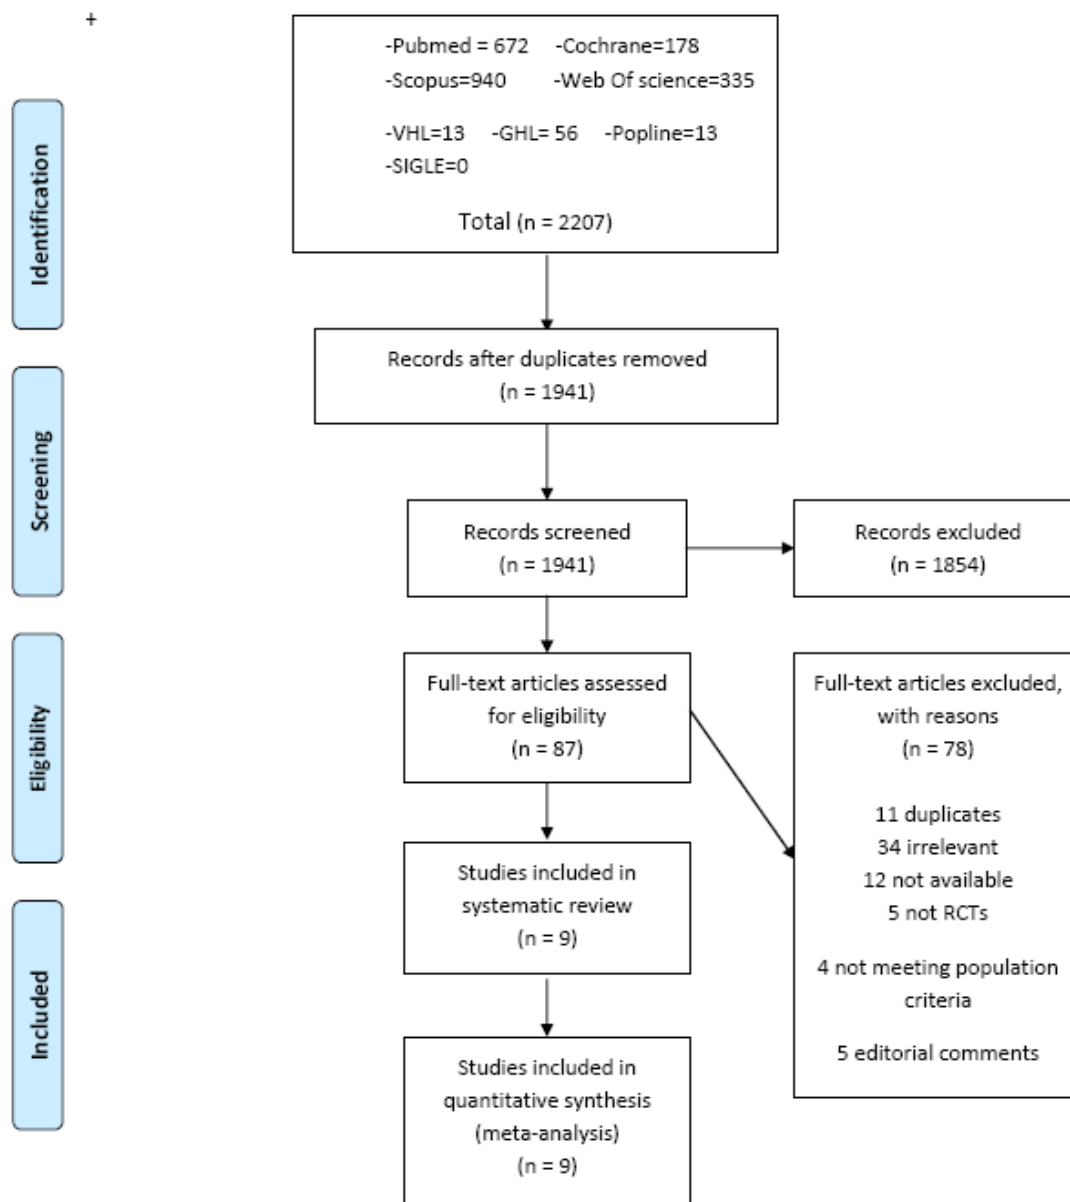 +
-Pubmed = 672 -Cochrane=178
-Scopus=940 -Web Of science=335
-VHL=13 -GHL= 56 -Popline=13
-SIGLE=0
Total (n = 2207)
Identification
Records after duplicates removed
(n = 1941)
Screening
Records screened
(n = 1941)
Records excluded
(n = 1854)
Eligibility
Full-text articles assessed
for eligibility
(n = 87)
Full-text articles excluded,
with reasons
(n = 78)
11 duplicates
34 irrelevant
12 not available
5 not RCTs
4 not meeting population
criteria
5 editorial comments
Studies included in
systematic review
(n = 9)
Included
Studies included in
quantitative synthesis
(meta-analysis)
(n = 9)